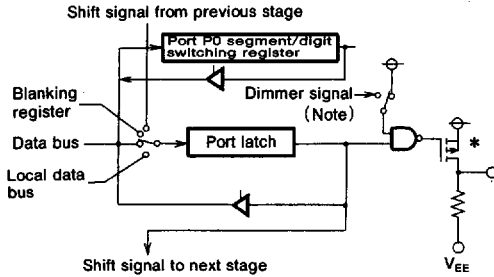 Shift signal from previous stage
Port P0 segment/digit
switching register
Dimmer signal
(Note)
Blanking
register
Data bus
Port latch
*
Local data
bus
VEE
Shift signal to next stage